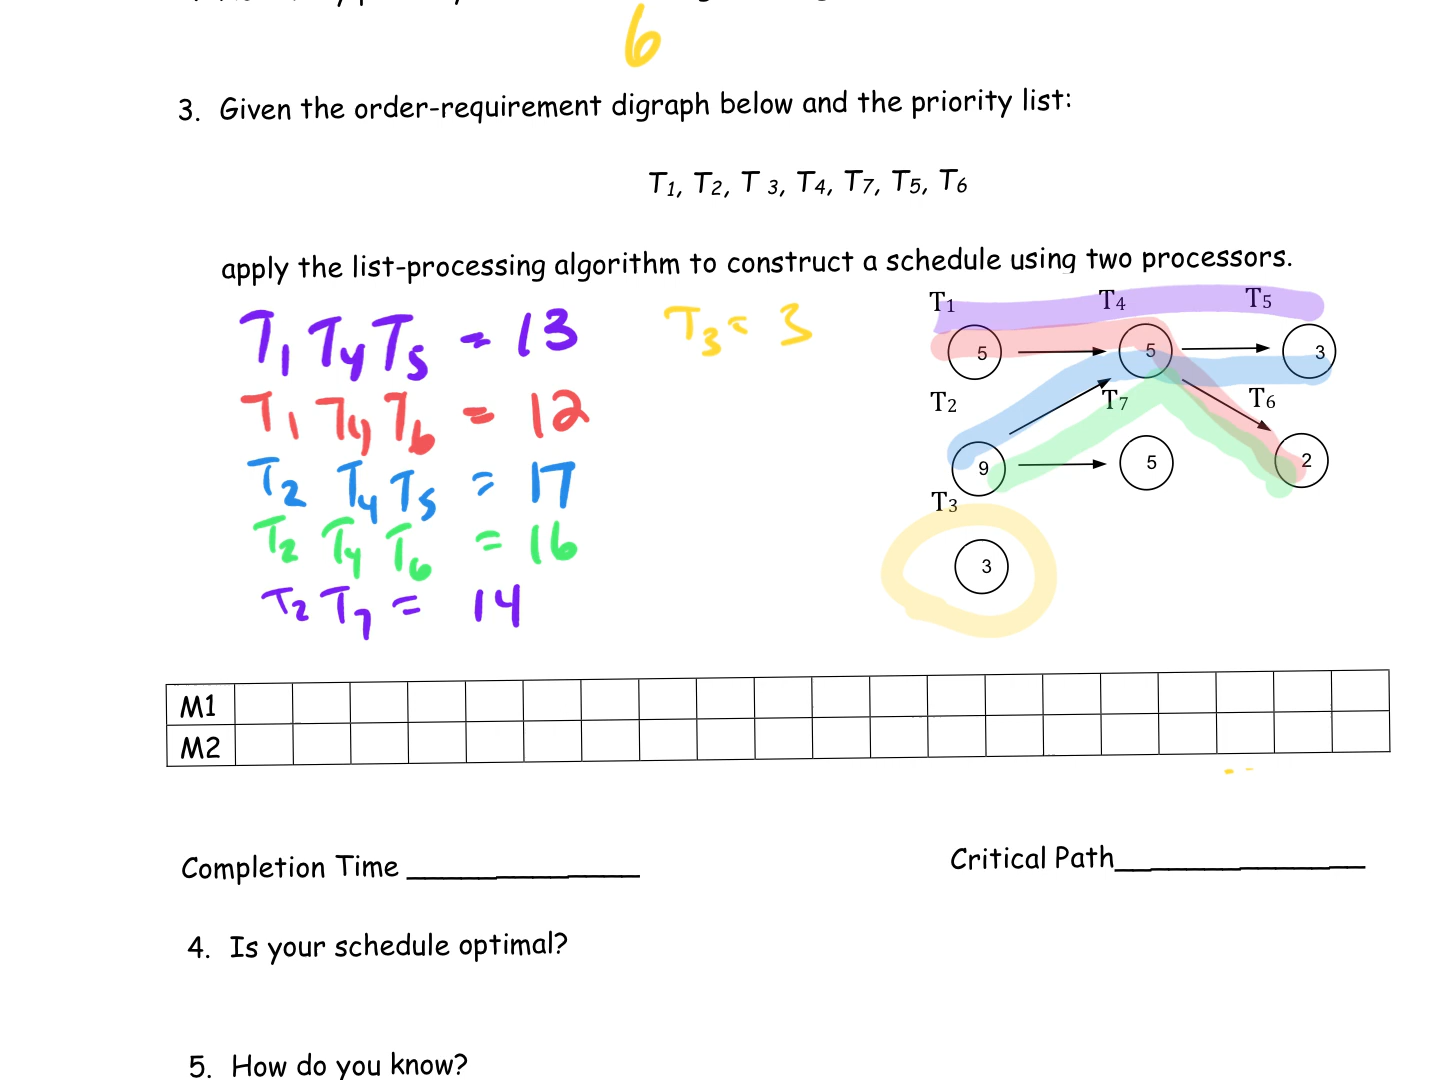 6
3. Given the order-requirement digraph below and the priority list:
T1, T2, T 3, T4, T7, T5, T6
apply the list-processing algorithm to construct a schedule using two processors.
T1 T4 T5 = 13
T3 = 3
T1 T4 T6 = 12
T2 T4 T5 = 17
T2 T4 T6 = 16
T2 T7 = 14
T1 T4 T5
5 5 3
T2 T7 T6
9 5 2
T3
3
M1
M2
Completion Time ______________ Critical Path________________
4. Is your schedule optimal?
5. How do you know?